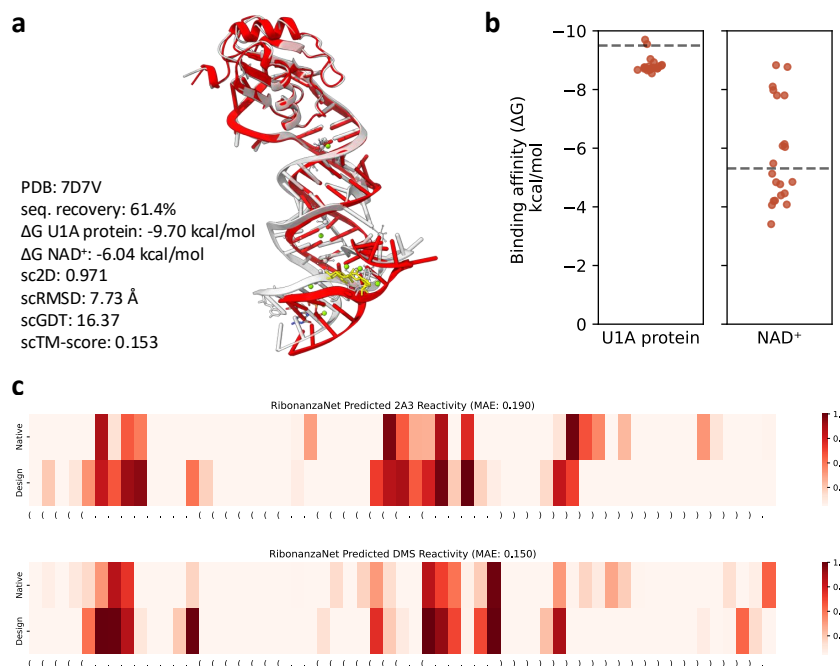 a
PDB: 7D7V
seq. recovery: 61.4%
ΔG U1A protein: -9.70 kcal/mol
ΔG NAD⁺: -6.04 kcal/mol
sc2D: 0.971
scRMSD: 7.73 Å
scGDT: 16.37
scTM-score: 0.153
b
Binding affinity (ΔG)
kcal/mol
−10
−8
−6
−4
−2
0
U1A protein
NAD⁺
c
RibonanzaNet Predicted 2A3 Reactivity (MAE: 0.190)
Native
Design
RibonanzaNet Predicted DMS Reactivity (MAE: 0.150)
Native
Design